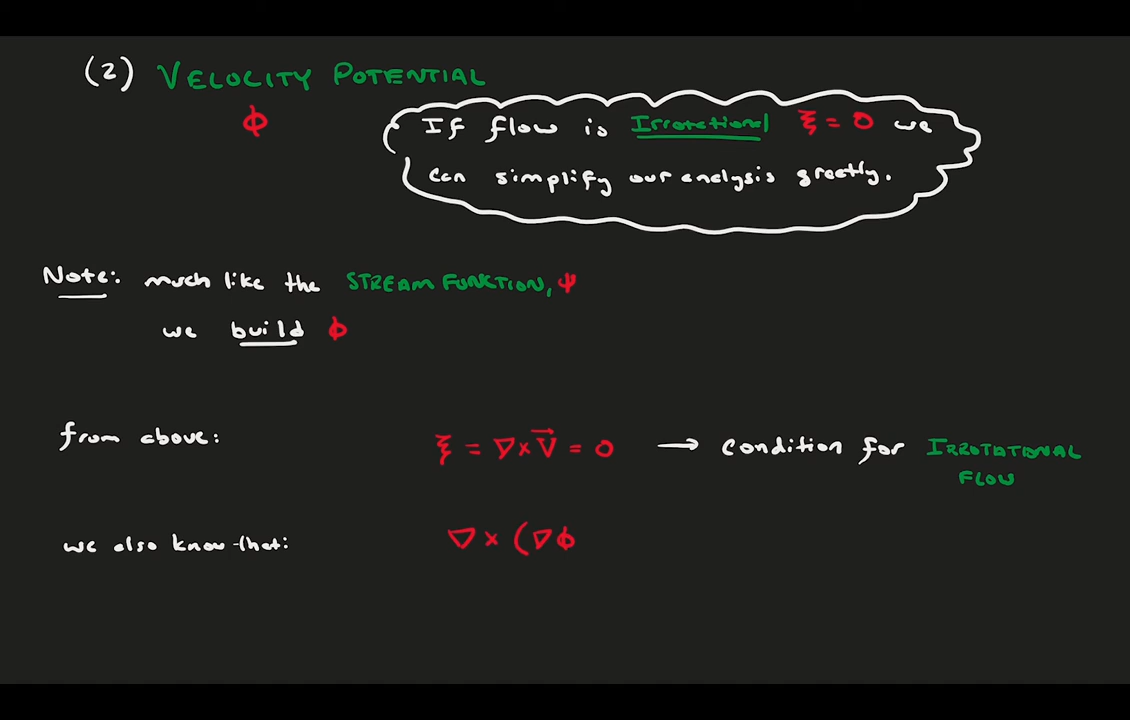 (2) VELOCITY POTENTIAL
ϕ
If flow is Irrotational ξ = 0 we
can simplify our analysis greatly.
Note: much like the STREAM FUNCTION, ψ
we build ϕ
from above: ξ = ∇ × V⃗ = 0 → condition for IRROTATIONAL
FLOW
we also know that: ∇ × (∇ϕ